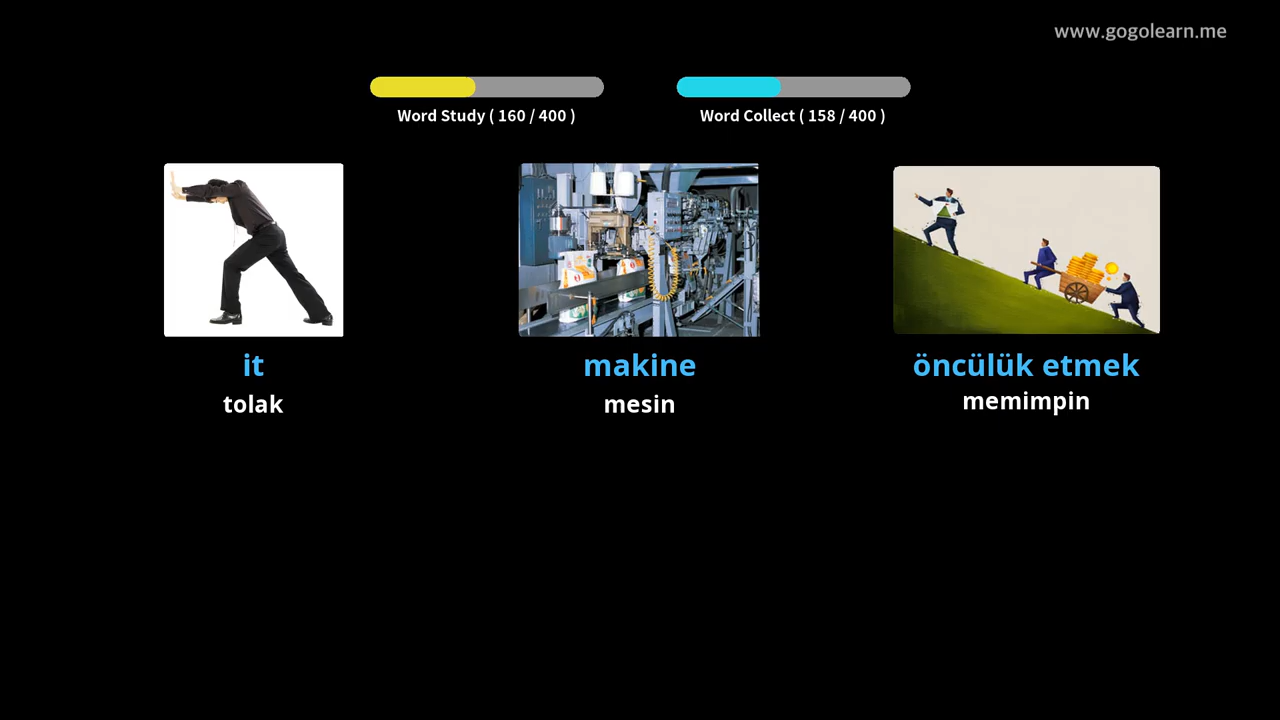 www.gogolearn.me
Word Study ( 160 / 400 )
Word Collect ( 158 / 400 )
it
makine
öncülük etmek
tolak
mesin
memimpin